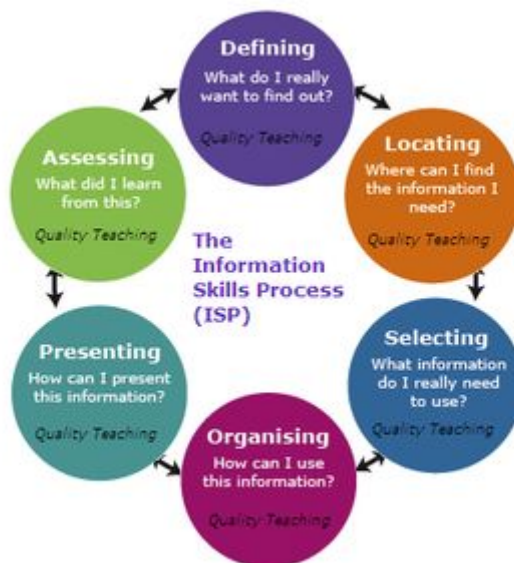 Defining
What do I really
want to find out?
Quality Teaching
Locating
Where can I find
the information I
need?
Quality Teaching
Selecting
What information
do I really need
to use?
Quality Teaching
Organising
How can I use
this information?
Quality Teaching
Presenting
How can I present
this information?
Quality Teaching
Assessing
What did I learn
from this?
Quality Teaching
The
Information
Skills Process
(ISP)